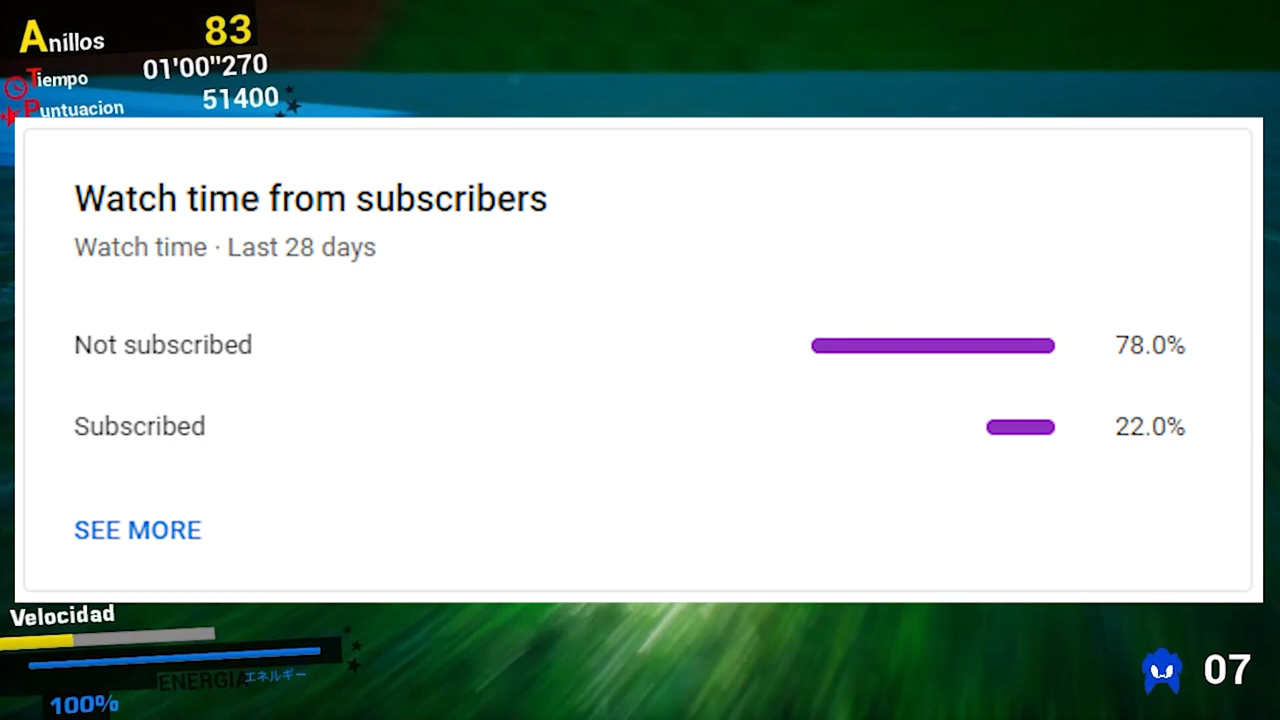 Anillos 83
Tiempo 01'00"270
Puntuacion 51400
Watch time from subscribers
Watch time · Last 28 days
Not subscribed 78.0%
Subscribed 22.0%
SEE MORE
Velocidad
ENERGIA エネルギー
100%
07